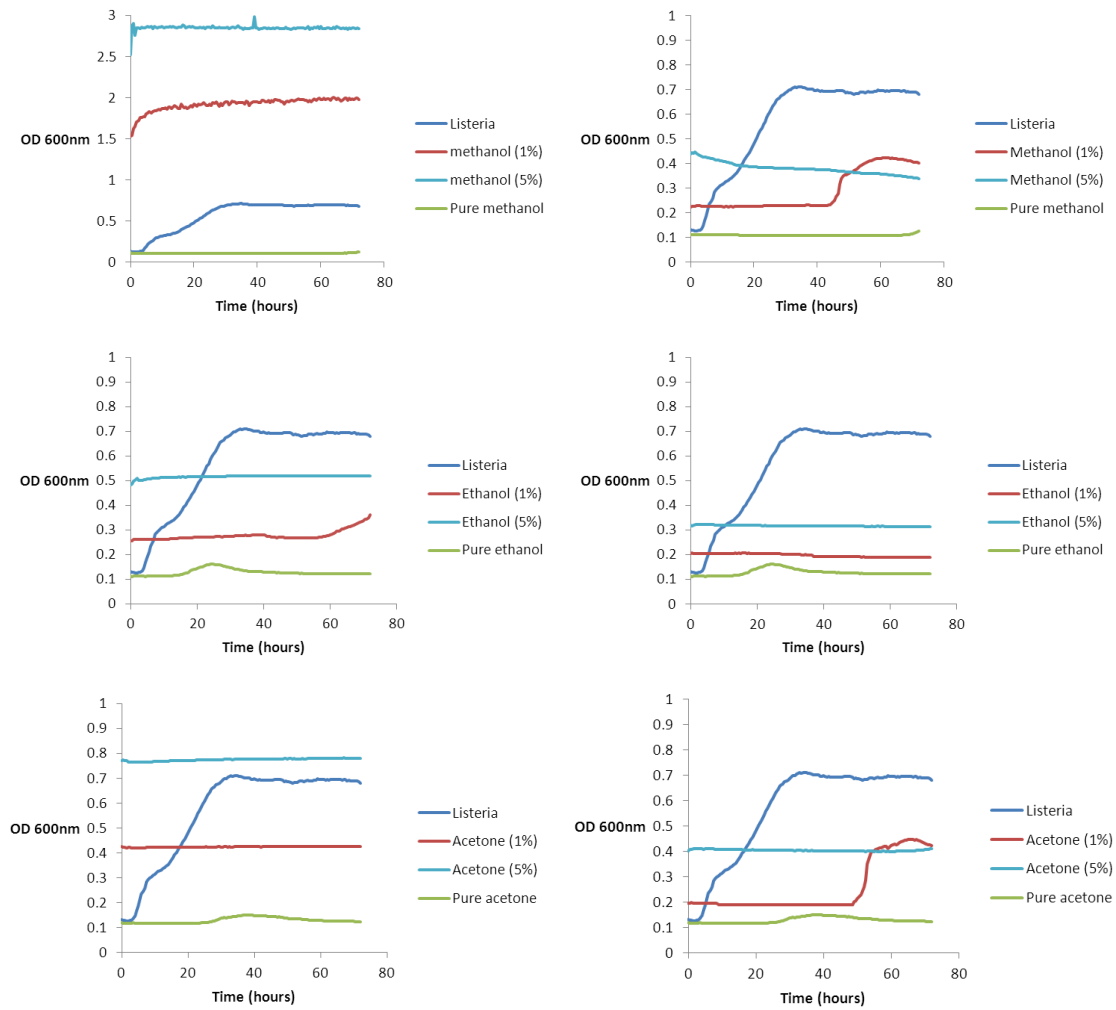 3
2.5
2
1.5
1
0.5
0
OD 600nm
0 20 40 60 80
Time (hours)
Listeria
methanol (1%)
methanol (5%)
Pure methanol
1
0.9
0.8
0.7
0.6
0.5
0.4
0.3
0.2
0.1
0
OD 600nm
0 20 40 60 80
Time (hours)
Listeria
Methanol (1%)
Methanol (5%)
Pure methanol
1
0.9
0.8
0.7
0.6
0.5
0.4
0.3
0.2
0.1
0
OD 600nm
0 20 40 60 80
Time (hours)
Listeria
Ethanol (1%)
Ethanol (5%)
Pure ethanol
1
0.9
0.8
0.7
0.6
0.5
0.4
0.3
0.2
0.1
0
OD 600nm
0 20 40 60 80
Time (hours)
Listeria
Ethanol (1%)
Ethanol (5%)
Pure ethanol
1
0.9
0.8
0.7
0.6
0.5
0.4
0.3
0.2
0.1
0
OD 600nm
0 20 40 60 80
Time (hours)
Listeria
Acetone (1%)
Acetone (5%)
Pure acetone
1
0.9
0.8
0.7
0.6
0.5
0.4
0.3
0.2
0.1
0
OD 600nm
0 20 40 60 80
Time (hours)
Listeria
Acetone (1%)
Acetone (5%)
Pure acetone